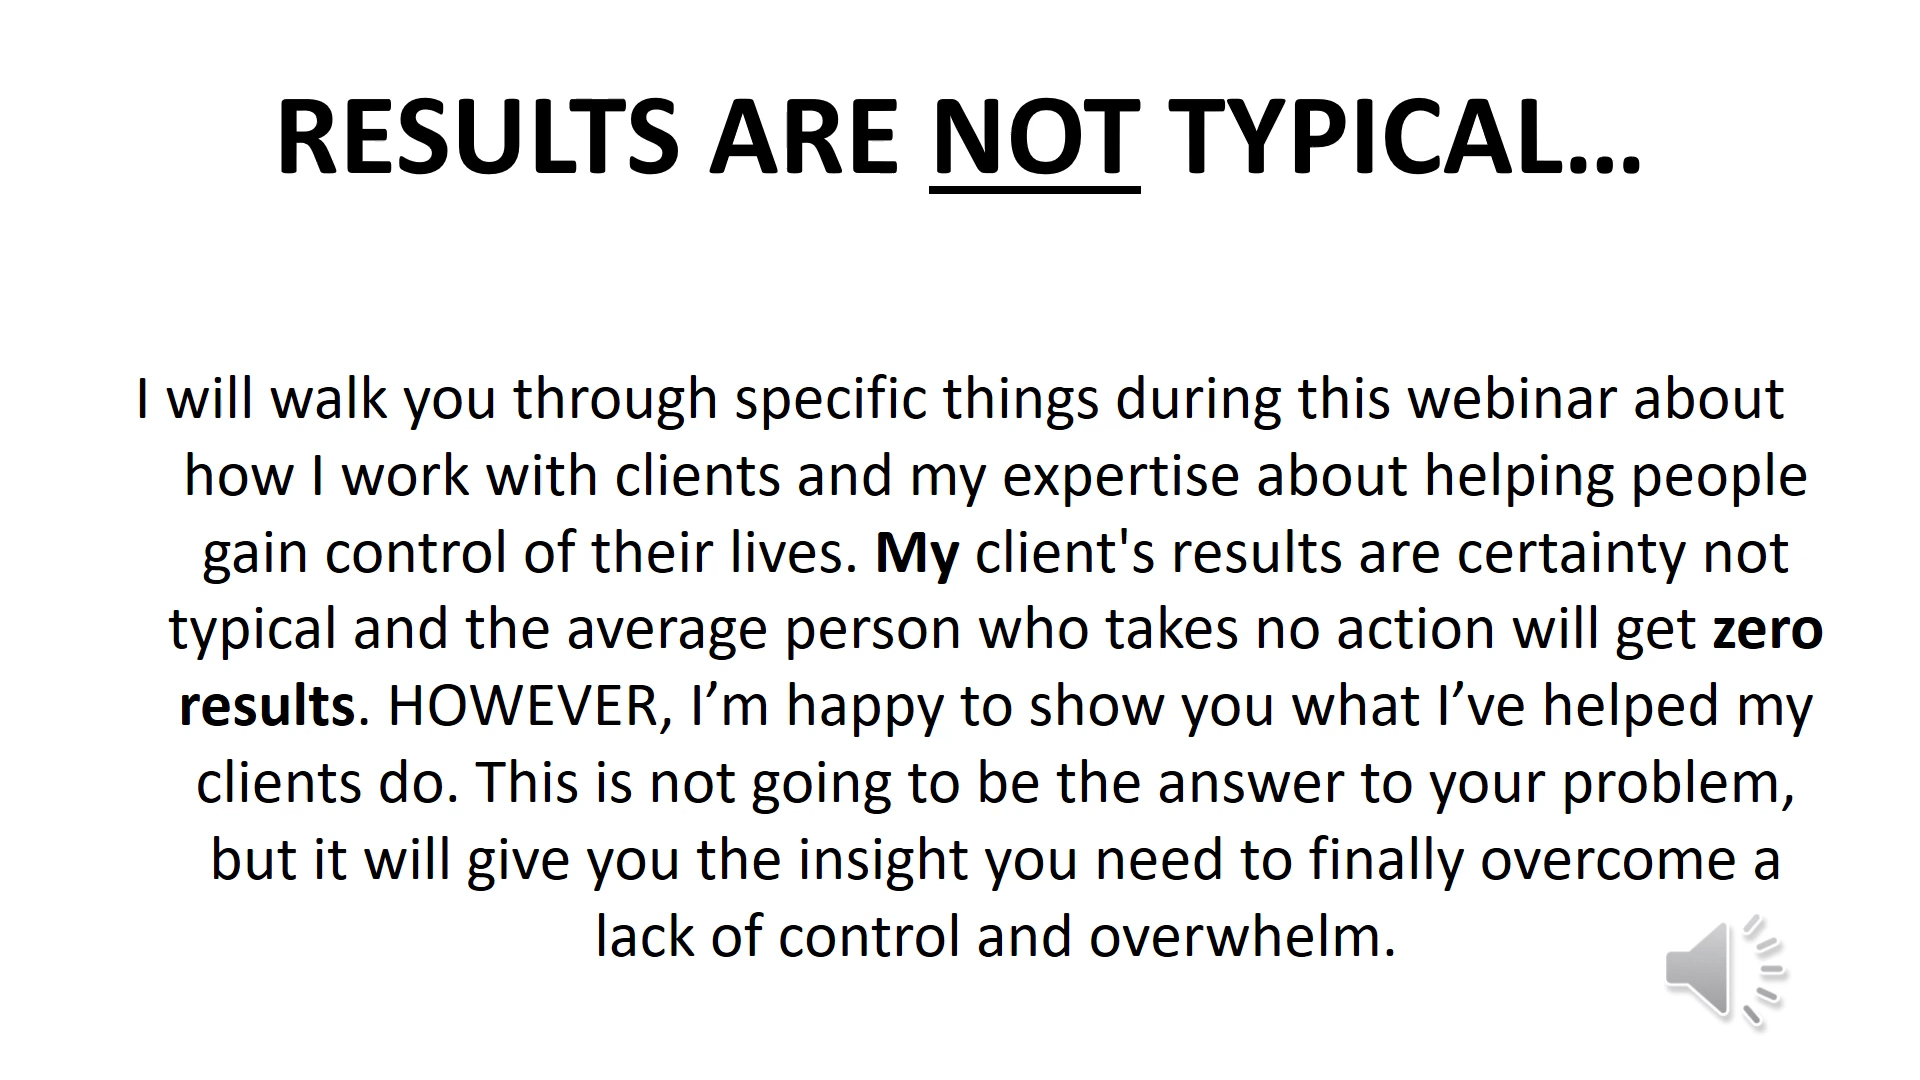 RESULTS ARE NOT TYPICAL...
I will walk you through specific things during this webinar about
how I work with clients and my expertise about helping people
gain control of their lives. My client's results are certainty not
typical and the average person who takes no action will get zero
results. HOWEVER, I’m happy to show you what I’ve helped my
clients do. This is not going to be the answer to your problem,
but it will give you the insight you need to finally overcome a
lack of control and overwhelm.